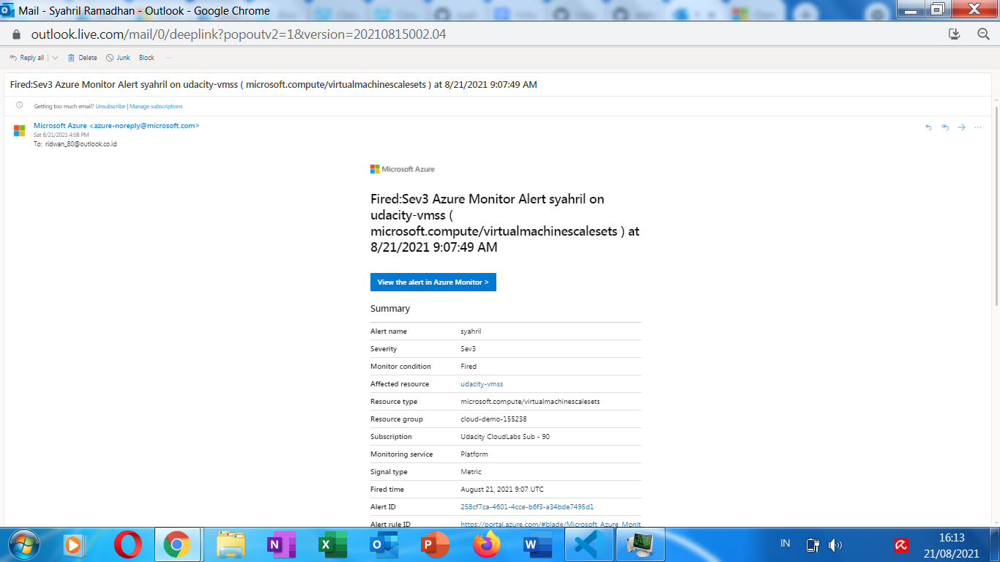 Mail - Syahril Ramadhan - Outlook - Google Chrome
outlook.live.com/mail/0/deeplink?popoutv2=1&version=20210815002.04
Reply all Delete Junk Block ...
Fired:Sev3 Azure Monitor Alert syahril on udacity-vmss ( microsoft.compute/virtualmachinescalesets ) at 8/21/2021 9:07:49 AM
Getting too much email? Unsubscribe | Manage subscriptions
Microsoft Azure <azure-noreply@microsoft.com>
Sat 8/21/2021 4:08 PM
To: ridwan_80@outlook.co.id
Microsoft Azure
Fired:Sev3 Azure Monitor Alert syahril on
udacity-vmss (
microsoft.compute/virtualmachinescalesets ) at
8/21/2021 9:07:49 AM
View the alert in Azure Monitor >
Summary
Alert name syahril
Severity Sev3
Monitor condition Fired
Affected resource udacity-vmss
Resource type microsoft.compute/virtualmachinescalesets
Resource group cloud-demo-155238
Subscription Udacity CloudLabs Sub - 90
Monitoring service Platform
Signal type Metric
Fired time August 21, 2021 9:07 UTC
Alert ID 258cf7ca-4601-4cce-b6f3-a34bde7495d1
Alert rule ID https://portal.azure.com/#blade/Microsoft_Azure_Monit
IN
16:13
21/08/2021